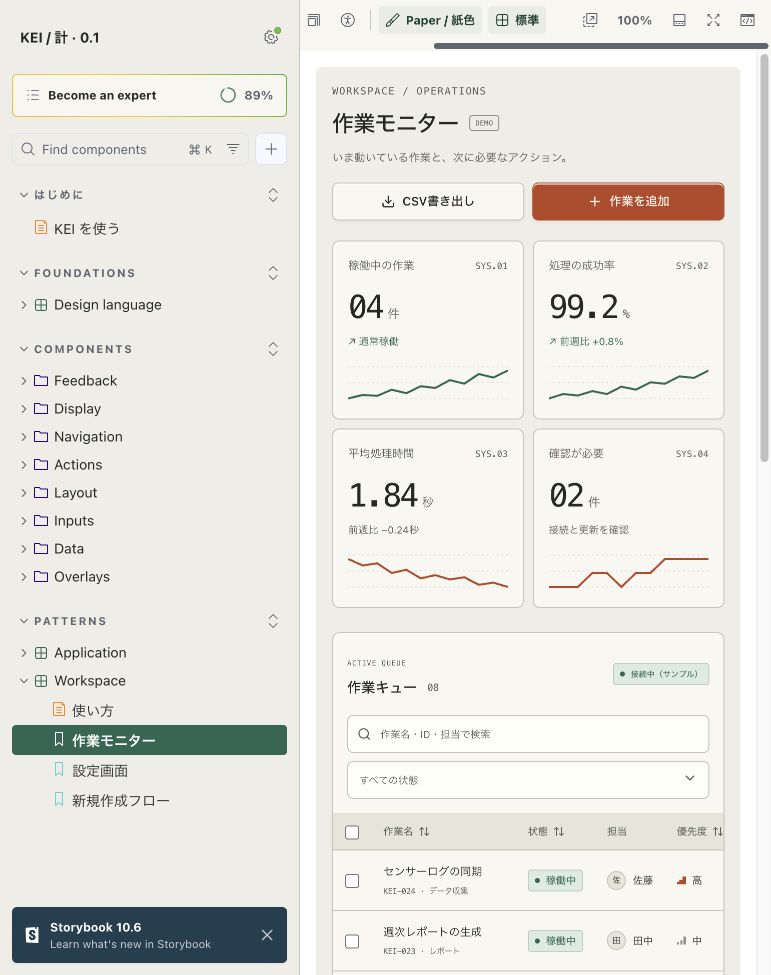 KEI / 計 · 0.1
Become an expert
89%
Find components
⌘ K
はじめに
KEI を使う
FOUNDATIONS
Design language
COMPONENTS
Feedback
Display
Navigation
Actions
Layout
Inputs
Data
Overlays
PATTERNS
Application
Workspace
使い方
作業モニター
設定画面
新規作成フロー
Storybook 10.6
Learn what's new in Storybook
Paper / 紙色
標準
100%
WORKSPACE / OPERATIONS
作業モニター DEMO
いま動いている作業と、次に必要なアクション。
CSV書き出し
+ 作業を追加
稼働中の作業 SYS.01
04 件
↗ 通常稼働
処理の成功率 SYS.02
99.2 %
↗ 前週比 +0.8%
平均処理時間 SYS.03
1.84 秒
前週比 −0.24秒
確認が必要 SYS.04
02 件
接続と更新を確認
ACTIVE QUEUE
作業キュー 08
接続中（サンプル）
作業名・ID・担当で検索
すべての状態
作業名 ↑↓ 状態 ↑↓ 担当 優先度 ↑↓
センサーログの同期
KEI-024 · データ収集
稼働中
佐 佐藤
高
週次レポートの生成
KEI-023 · レポート
稼働中
田 田中
中